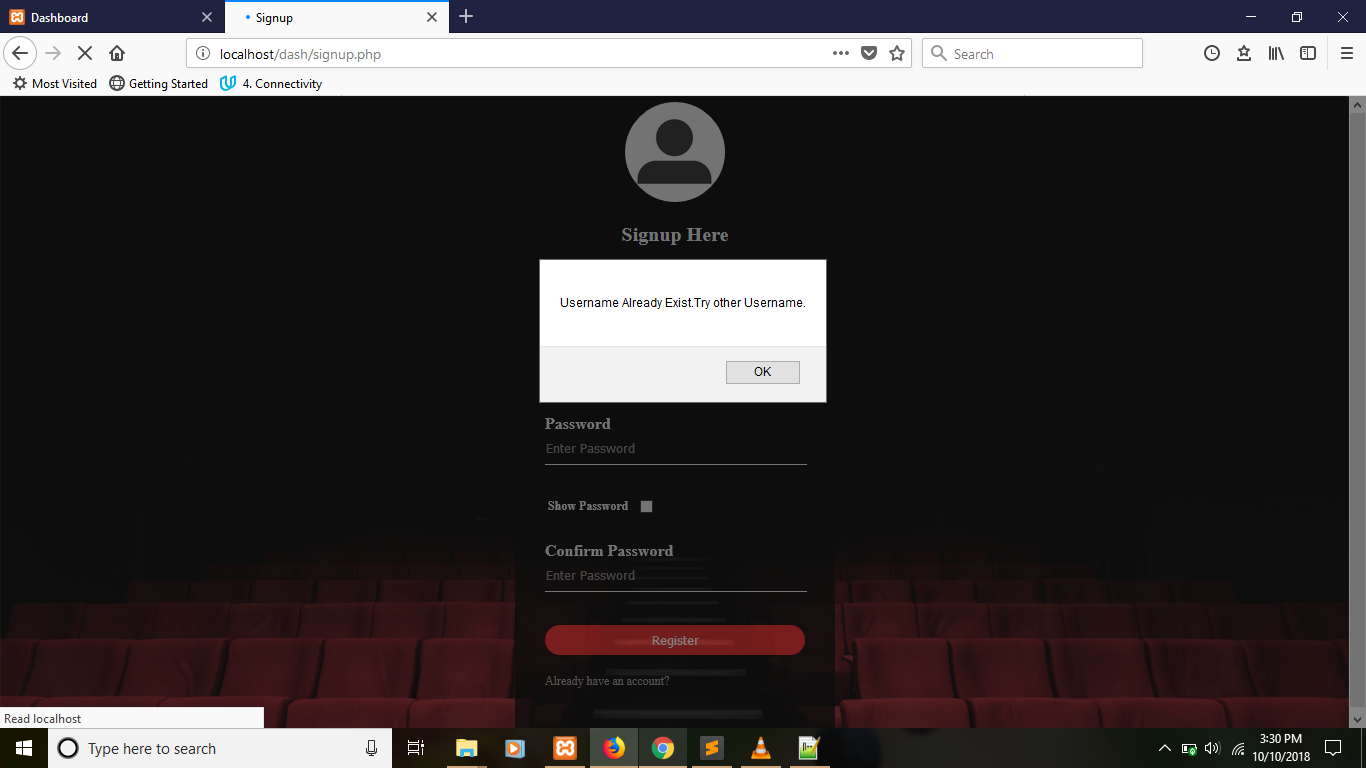 Dashboard
Signup
localhost/dash/signup.php
Search
Most Visited
Getting Started
4. Connectivity
Signup Here
Username Already Exist.Try other Username.
OK
Password
Enter Password
Show Password
Confirm Password
Enter Password
Register
Already have an account?
Read localhost
Type here to search
3:30 PM
10/10/2018